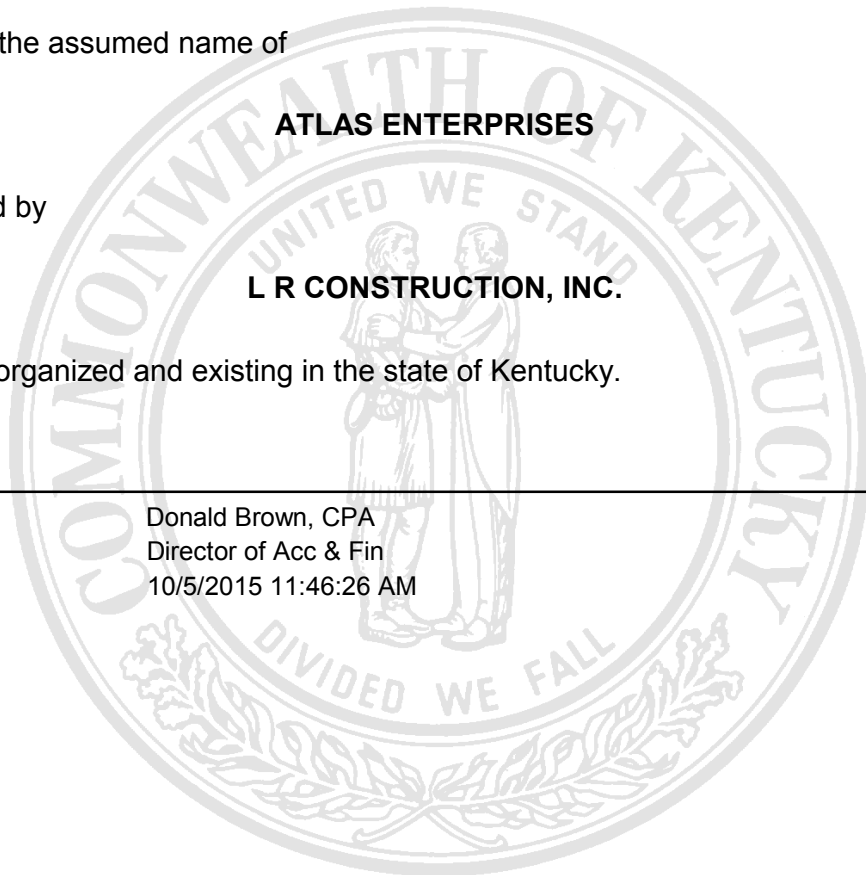 the assumed name of
ATLAS ENTERPRISES
d by
L R CONSTRUCTION, INC.
organized and existing in the state of Kentucky.
Donald Brown, CPA
Director of Acc & Fin
10/5/2015 11:46:26 AM
COMMONWEALTH OF KENTUCKY
UNITED WE STAND
DIVIDED WE FALL